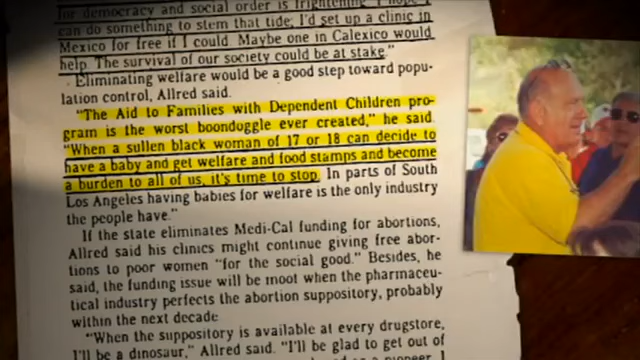 for democracy and social order is frightening. I hope I
can do something to stem that tide; I'd set up a clinic in
Mexico for free if I could. Maybe one in Calexico would
help. The survival of our society could be at stake."
Eliminating welfare would be a good step toward popu-
lation control, Allred said.
"The Aid to Families with Dependent Children pro-
gram is the worst boondoggle ever created," he said.
"When a sullen black woman of 17 or 18 can decide to
have a baby and get welfare and food stamps and become
a burden to all of us, it's time to stop. In parts of South
Los Angeles having babies for welfare is the only industry
the people have."
If the state eliminates Medi-Cal funding for abortions,
Allred said his clinics might continue giving free abor-
tions to poor women "for the social good." Besides, he
said, the funding issue will be moot when the pharmaceu-
tical industry perfects the abortion suppository, probably
within the next decade
"When the suppository is available at every drugstore,
I'll be a dinosaur," Allred said. "I'll be glad to get out of
a pioneer I